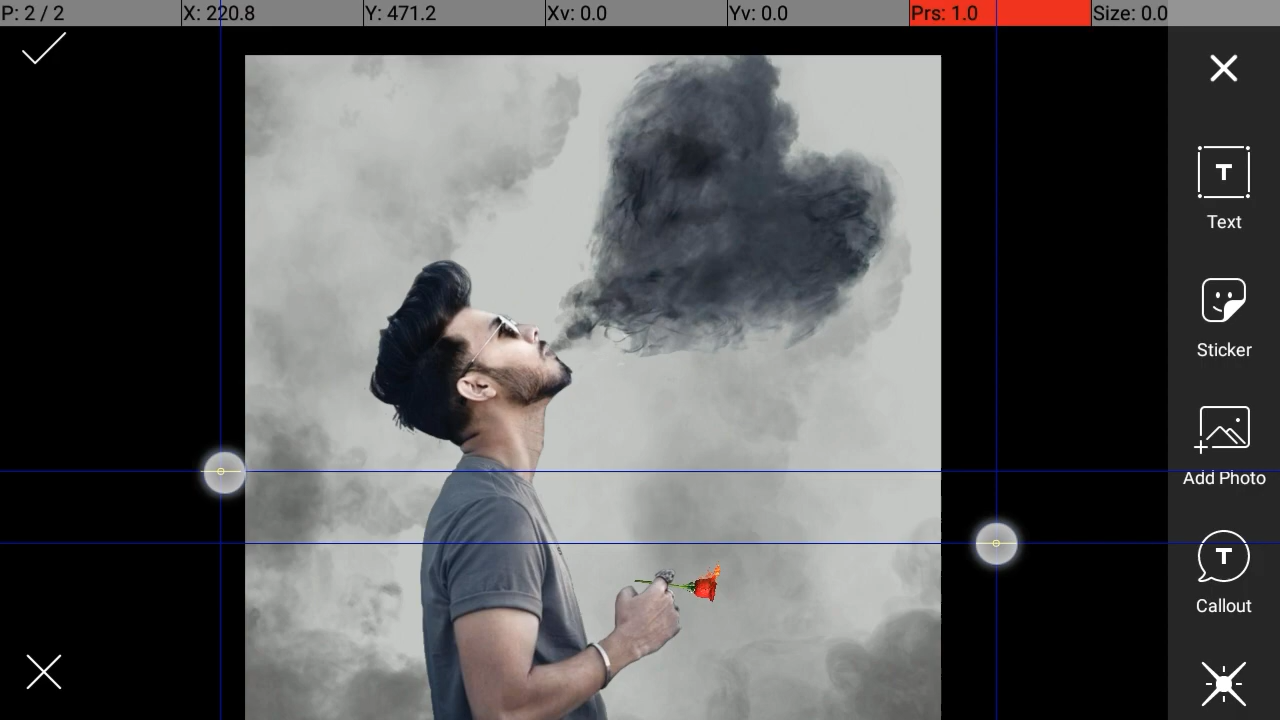 P: 2 / 2 X: 220.8 Y: 471.2 Xv: 0.0 Yv: 0.0 Prs: 1.0 Size: 0.0
T
Text
Sticker
Add Photo
T
Callout